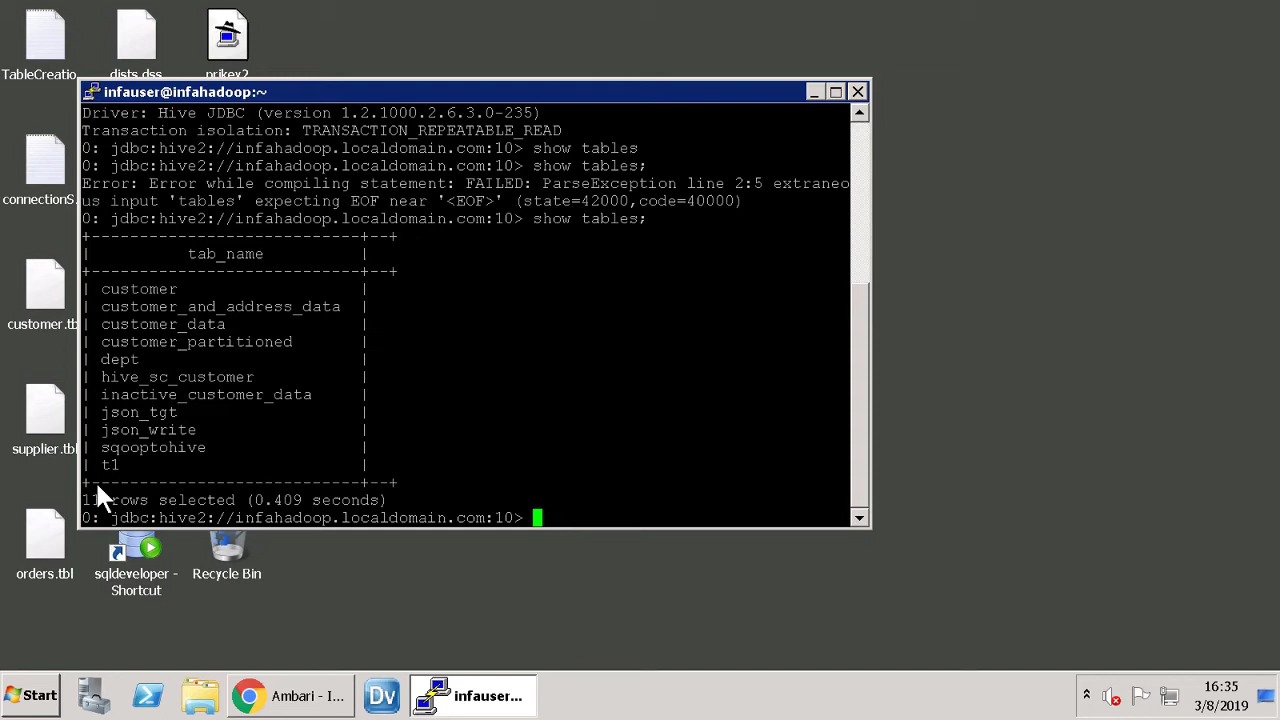 TableCreatio
dists.dss
prikey2
infauser@infahadoop:~
Driver: Hive JDBC (version 1.2.1000.2.6.3.0-235)
Transaction isolation: TRANSACTION_REPEATABLE_READ
0: jdbc:hive2://infahadoop.localdomain.com:10> show tables
0: jdbc:hive2://infahadoop.localdomain.com:10> show tables;
Error: Error while compiling statement: FAILED: ParseException line 2:5 extraneo
us input 'tables' expecting EOF near '<EOF>' (state=42000,code=40000)
0: jdbc:hive2://infahadoop.localdomain.com:10> show tables;
+-----------------------------+--+
| tab_name |
+-----------------------------+--+
| customer |
| customer_and_address_data |
| customer_data |
| customer_partitioned |
| dept |
| hive_sc_customer |
| inactive_customer_data |
| json_tgt |
| json_write |
| sqooptohive |
| t1 |
+-----------------------------+--+
11 rows selected (0.409 seconds)
0: jdbc:hive2://infahadoop.localdomain.com:10>
connectionS
customer.tb
supplier.tbl
orders.tbl
sqldeveloper -
Shortcut
Recycle Bin
Start
Ambari - I...
Dv
infauser...
16:35
3/8/2019